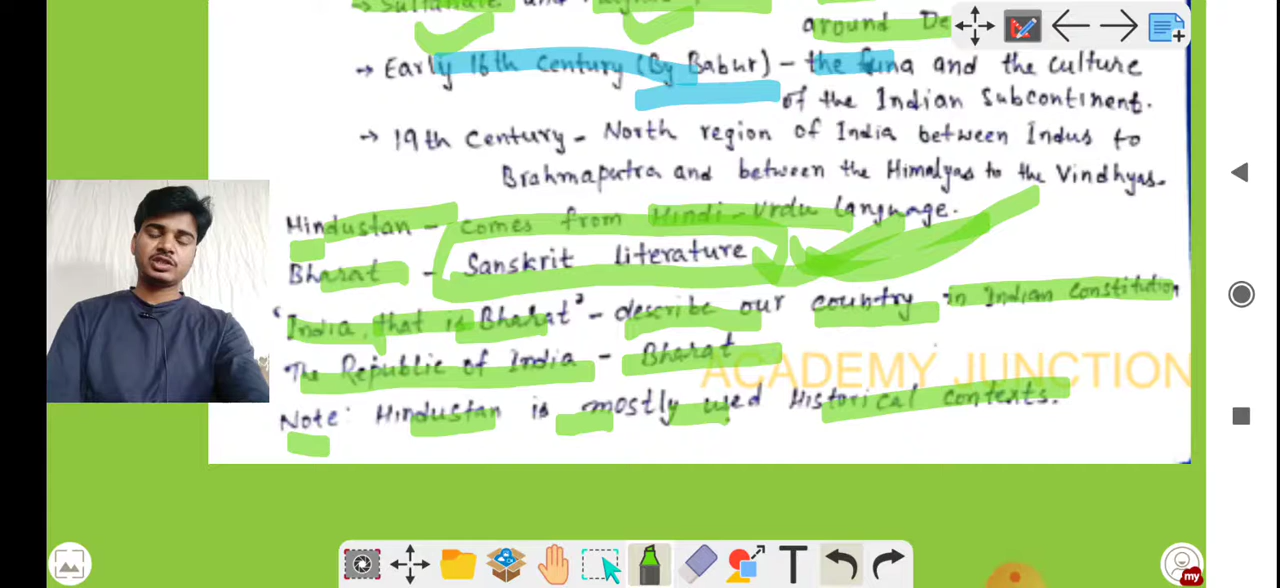 → Sultanate and
around De
→ Early 16th Century (By Babur) - the fauna and the culture
of the Indian Subcontinent.
→ 19th Century - North region of India between Indus to
Brahmaputra and between the Himalyas to the Vindhyas.
Hindustan - comes from Hindi-Urdu language.
Bharat - Sanskrit literature
'India, that is Bharat' - describe our country in Indian Constitution
The Republic of India - Bharat
ACADEMY JUNCTION
Note: Hindustan is mostly used Historical contexts.
T
my